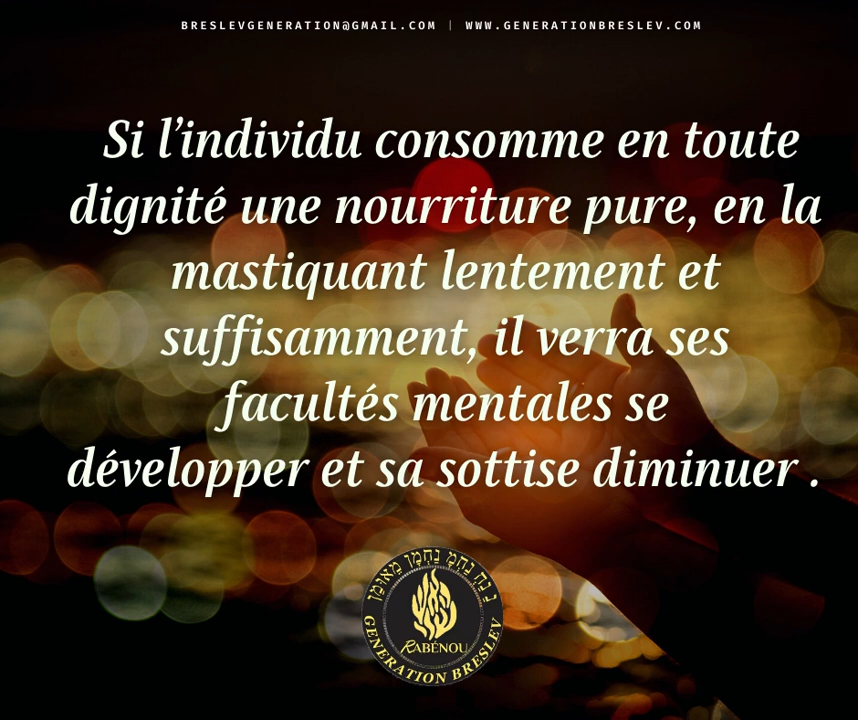 BRESLEVGENERATION@GMAIL.COM | WWW.GENERATIONBRESLEV.COM
Si l’individu consomme en toute
dignité une nourriture pure, en la
mastiquant lentement et
suffisamment, il verra ses
facultés mentales se
développer et sa sottise diminuer .
נ נח נחמ נחמן מאומן
אש
RABÉNOU
GENERATION BRESLEV